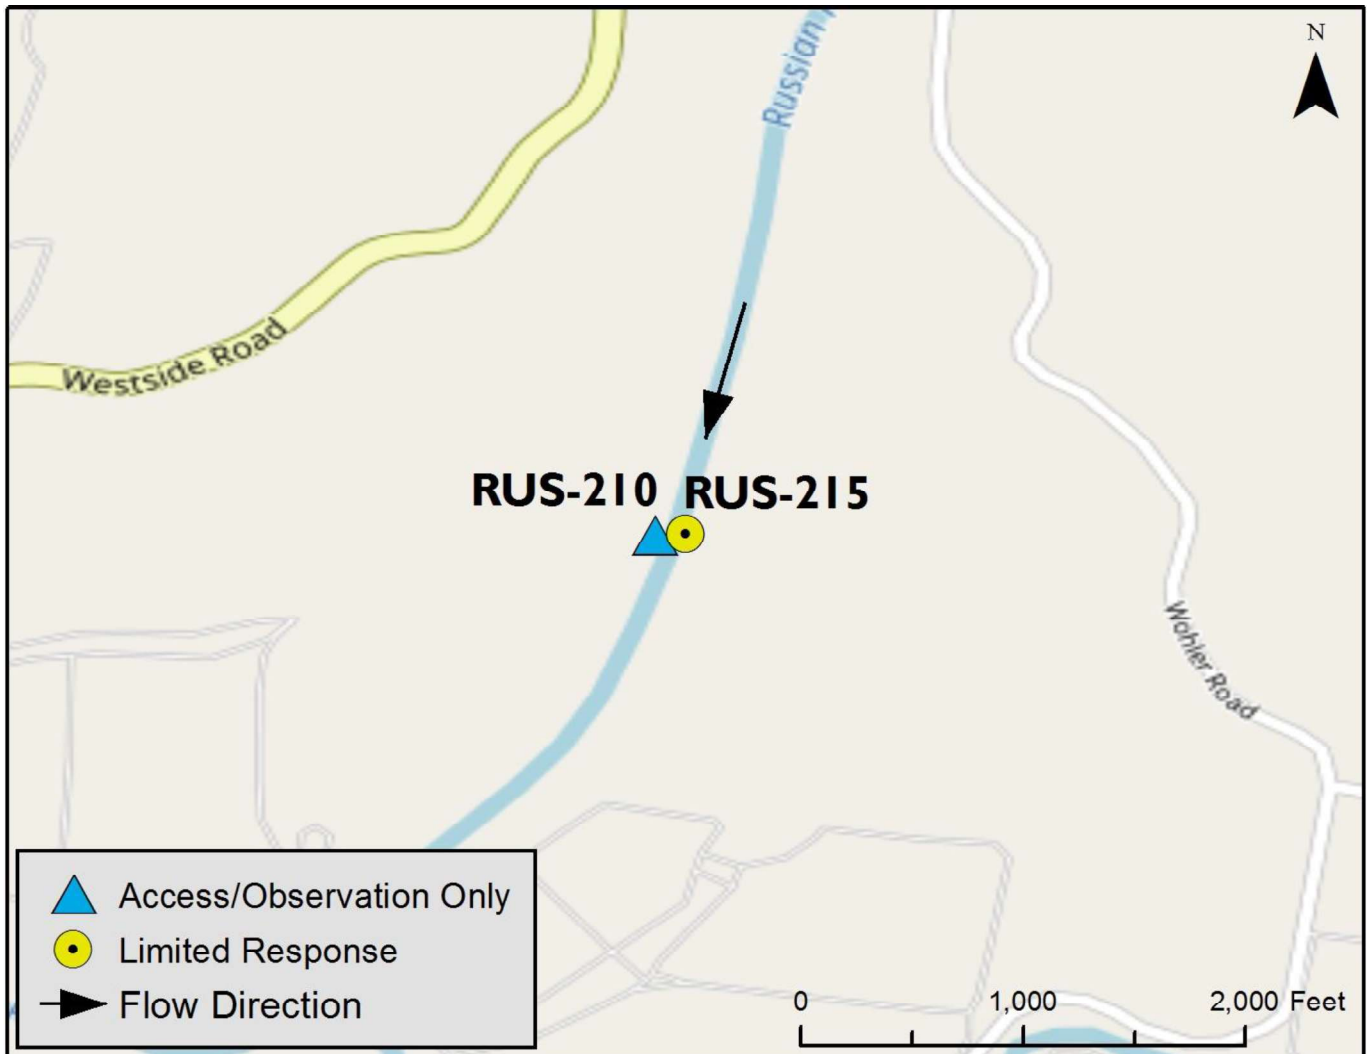 N
Russian
Westside Road
RUS-210
RUS-215
Wohler Road
Access/Observation Only
Limited Response
Flow Direction
0 1,000 2,000 Feet